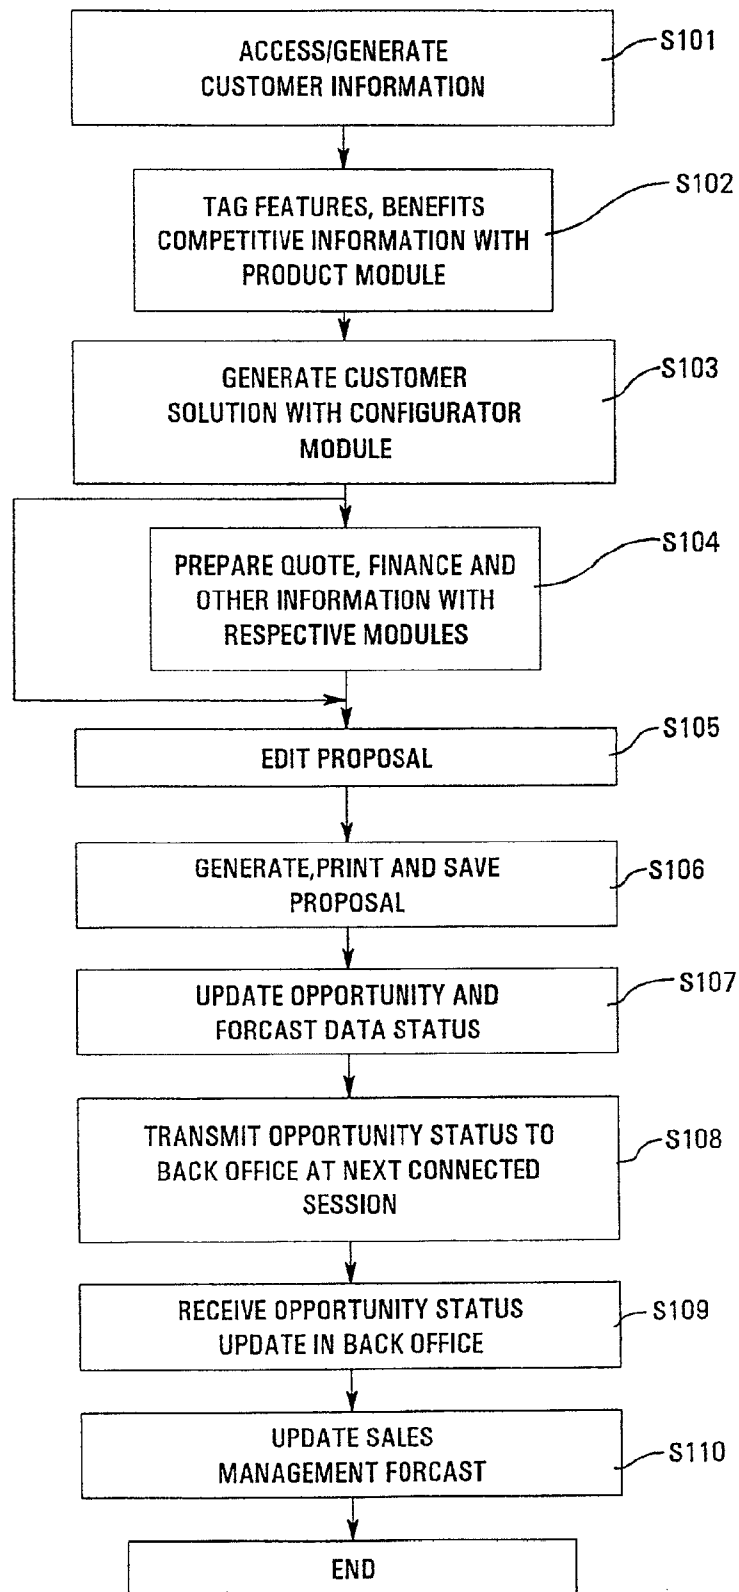 ACCESS/GENERATE
CUSTOMER INFORMATION
S101
TAG FEATURES, BENEFITS
COMPETITIVE INFORMATION WITH
PRODUCT MODULE
S102
GENERATE CUSTOMER
SOLUTION WITH CONFIGURATOR
MODULE
S103
PREPARE QUOTE, FINANCE AND
OTHER INFORMATION WITH
RESPECTIVE MODULES
S104
EDIT PROPOSAL
S105
GENERATE,PRINT AND SAVE
PROPOSAL
S106
UPDATE OPPORTUNITY AND
FORCAST DATA STATUS
S107
TRANSMIT OPPORTUNITY STATUS TO
BACK OFFICE AT NEXT CONNECTED
SESSION
S108
RECEIVE OPPORTUNITY STATUS
UPDATE IN BACK OFFICE
S109
UPDATE SALES
MANAGEMENT FORCAST
S110
END